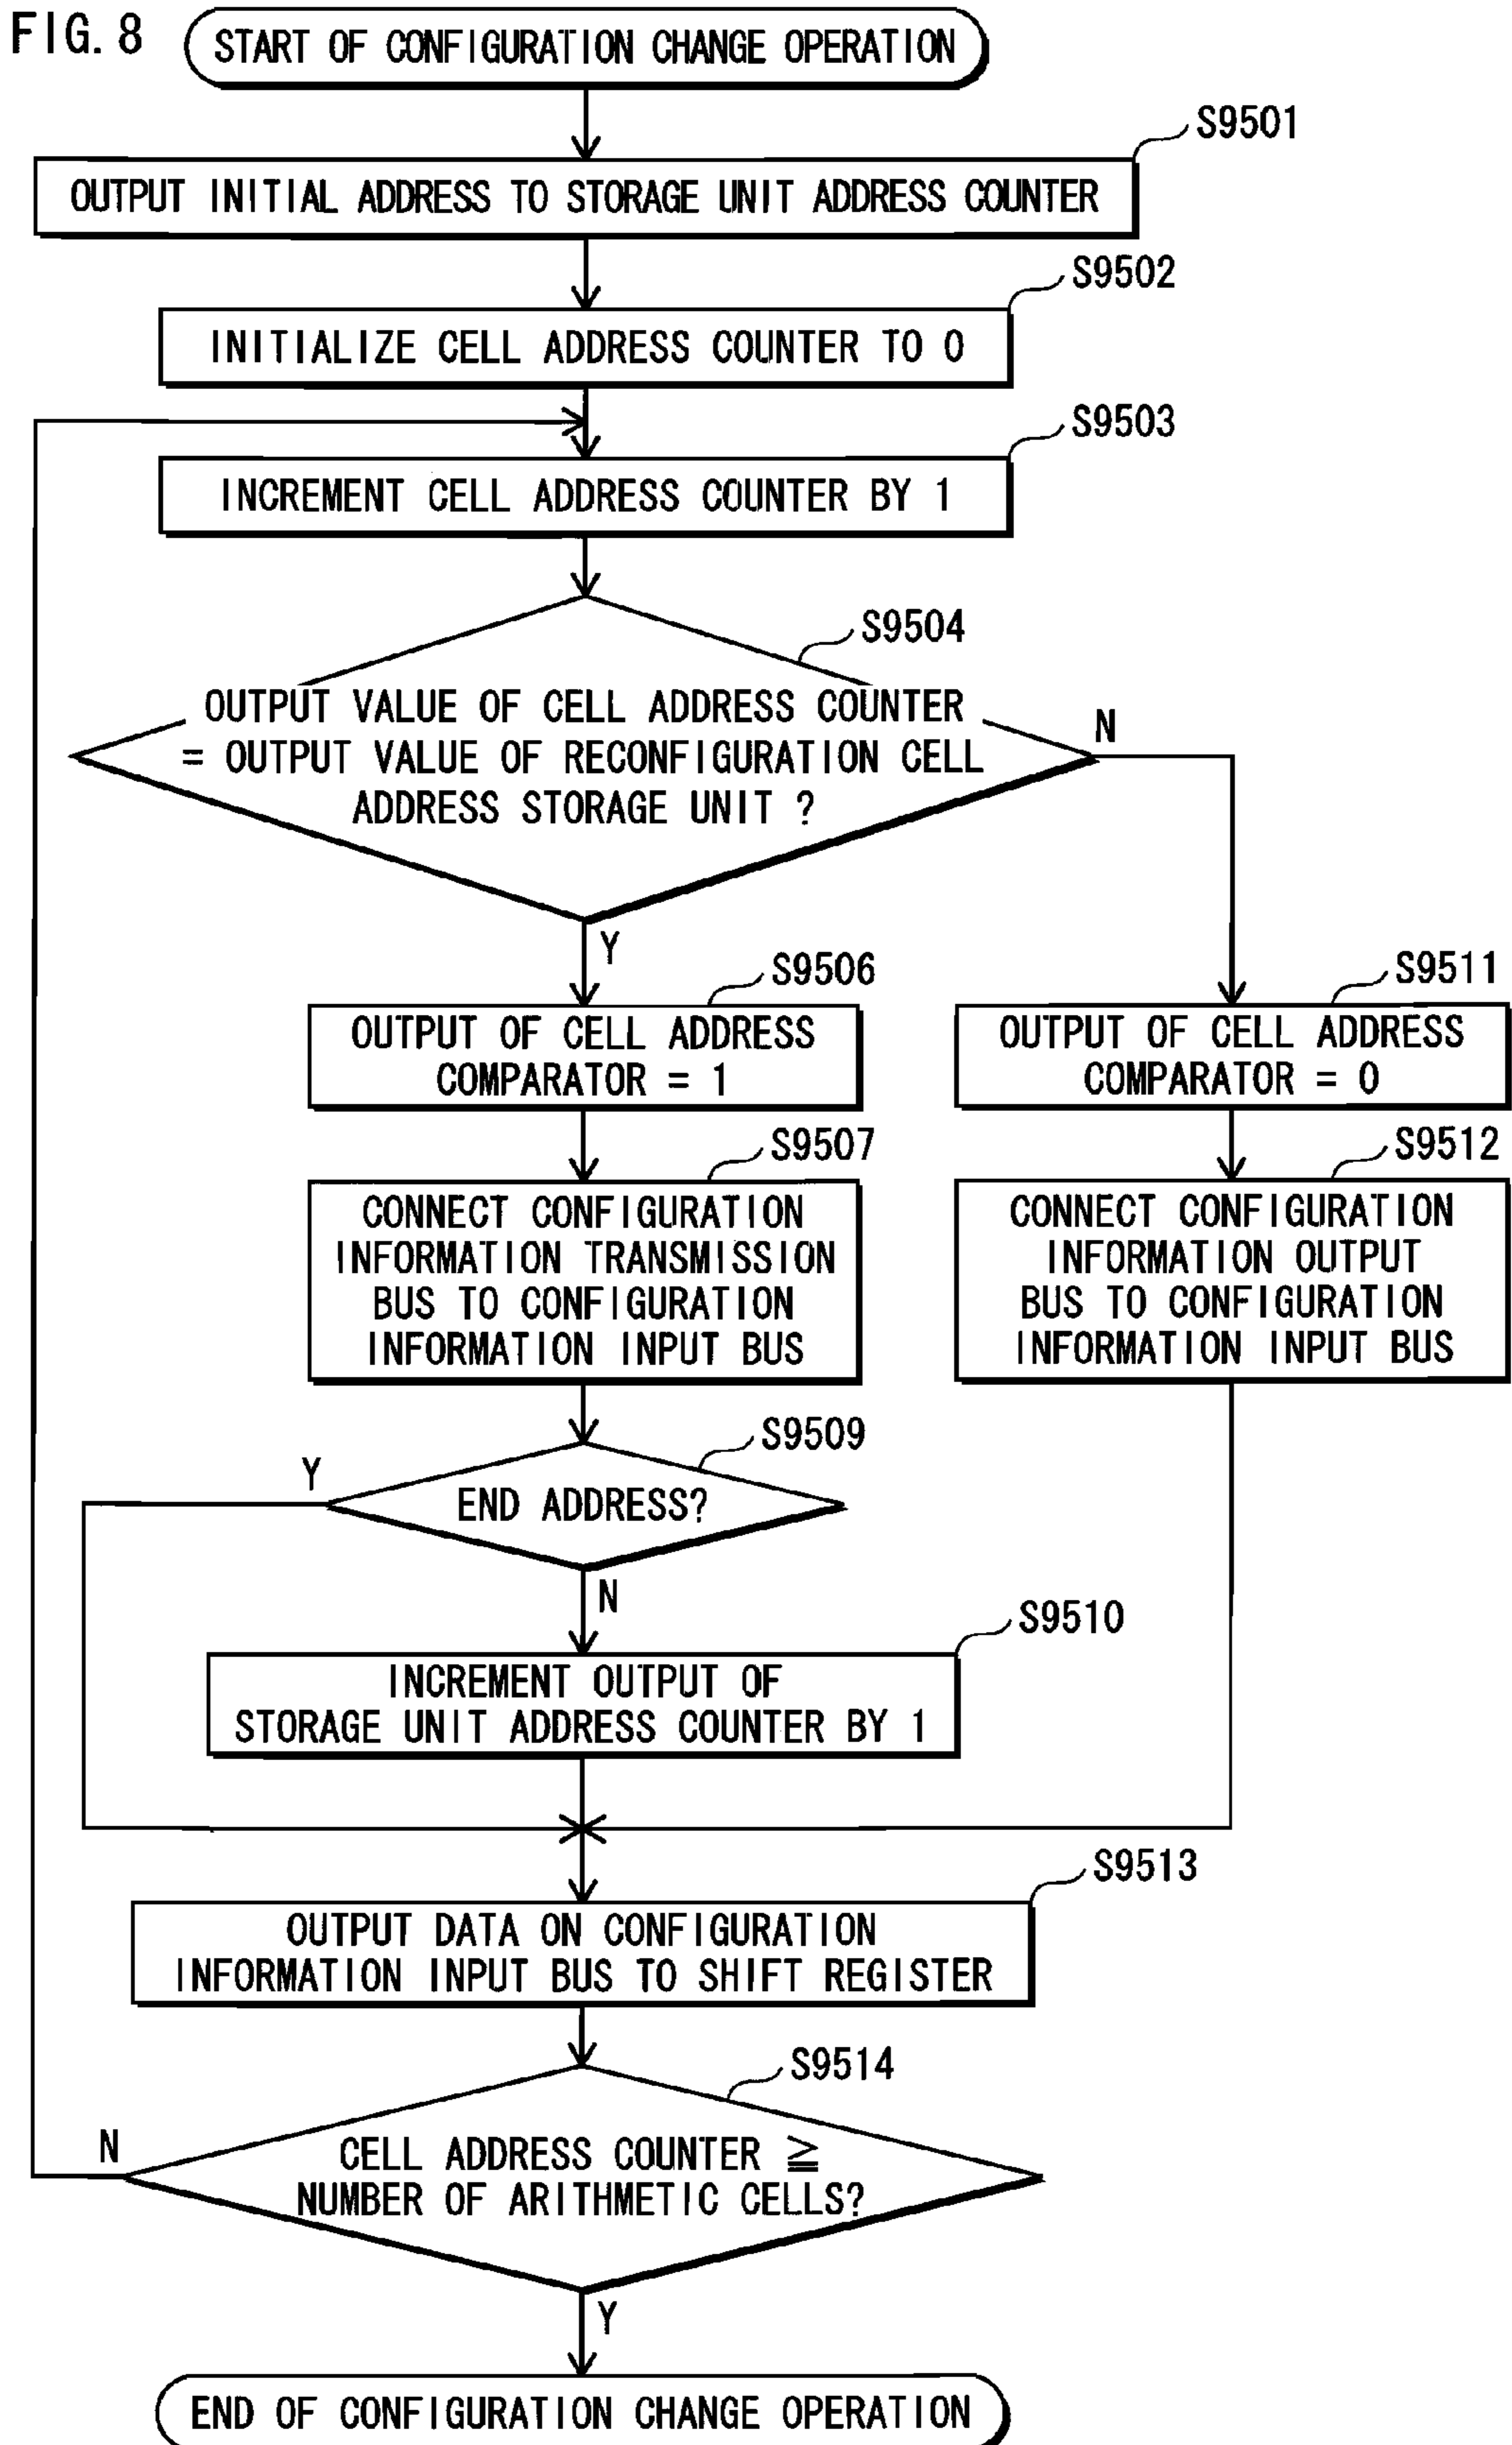 FIG. 8
START OF CONFIGURATION CHANGE OPERATION
S9501
OUTPUT INITIAL ADDRESS TO STORAGE UNIT ADDRESS COUNTER
S9502
INITIALIZE CELL ADDRESS COUNTER TO 0
S9503
INCREMENT CELL ADDRESS COUNTER BY 1
S9504
OUTPUT VALUE OF CELL ADDRESS COUNTER
= OUTPUT VALUE OF RECONFIGURATION CELL
ADDRESS STORAGE UNIT ?
N
Y
S9506
OUTPUT OF CELL ADDRESS
COMPARATOR = 1
S9511
OUTPUT OF CELL ADDRESS
COMPARATOR = 0
S9507
CONNECT CONFIGURATION
INFORMATION TRANSMISSION
BUS TO CONFIGURATION
INFORMATION INPUT BUS
S9512
CONNECT CONFIGURATION
INFORMATION OUTPUT
BUS TO CONFIGURATION
INFORMATION INPUT BUS
S9509
Y
END ADDRESS?
N
S9510
INCREMENT OUTPUT OF
STORAGE UNIT ADDRESS COUNTER BY 1
S9513
OUTPUT DATA ON CONFIGURATION
INFORMATION INPUT BUS TO SHIFT REGISTER
S9514
N
CELL ADDRESS COUNTER ≧
NUMBER OF ARITHMETIC CELLS?
Y
END OF CONFIGURATION CHANGE OPERATION